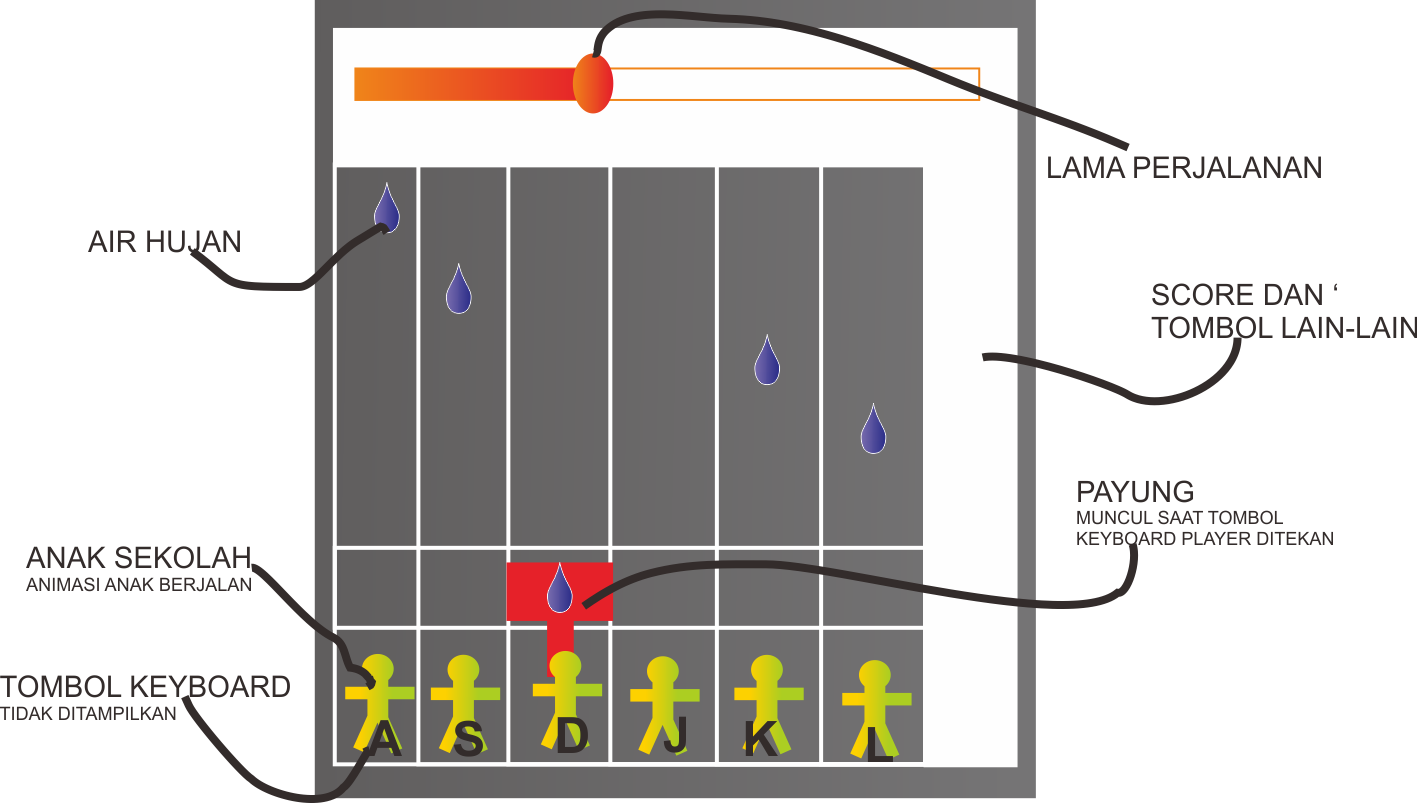 LAMA PERJALANAN
AIR HUJAN
SCORE DAN ‘
TOMBOL LAIN-LAIN
PAYUNG
MUNCUL SAAT TOMBOL
KEYBOARD PLAYER DITEKAN
ANAK SEKOLAH
ANIMASI ANAK BERJALAN
TOMBOL KEYBOARD
TIDAK DITAMPILKAN
A S D J K L